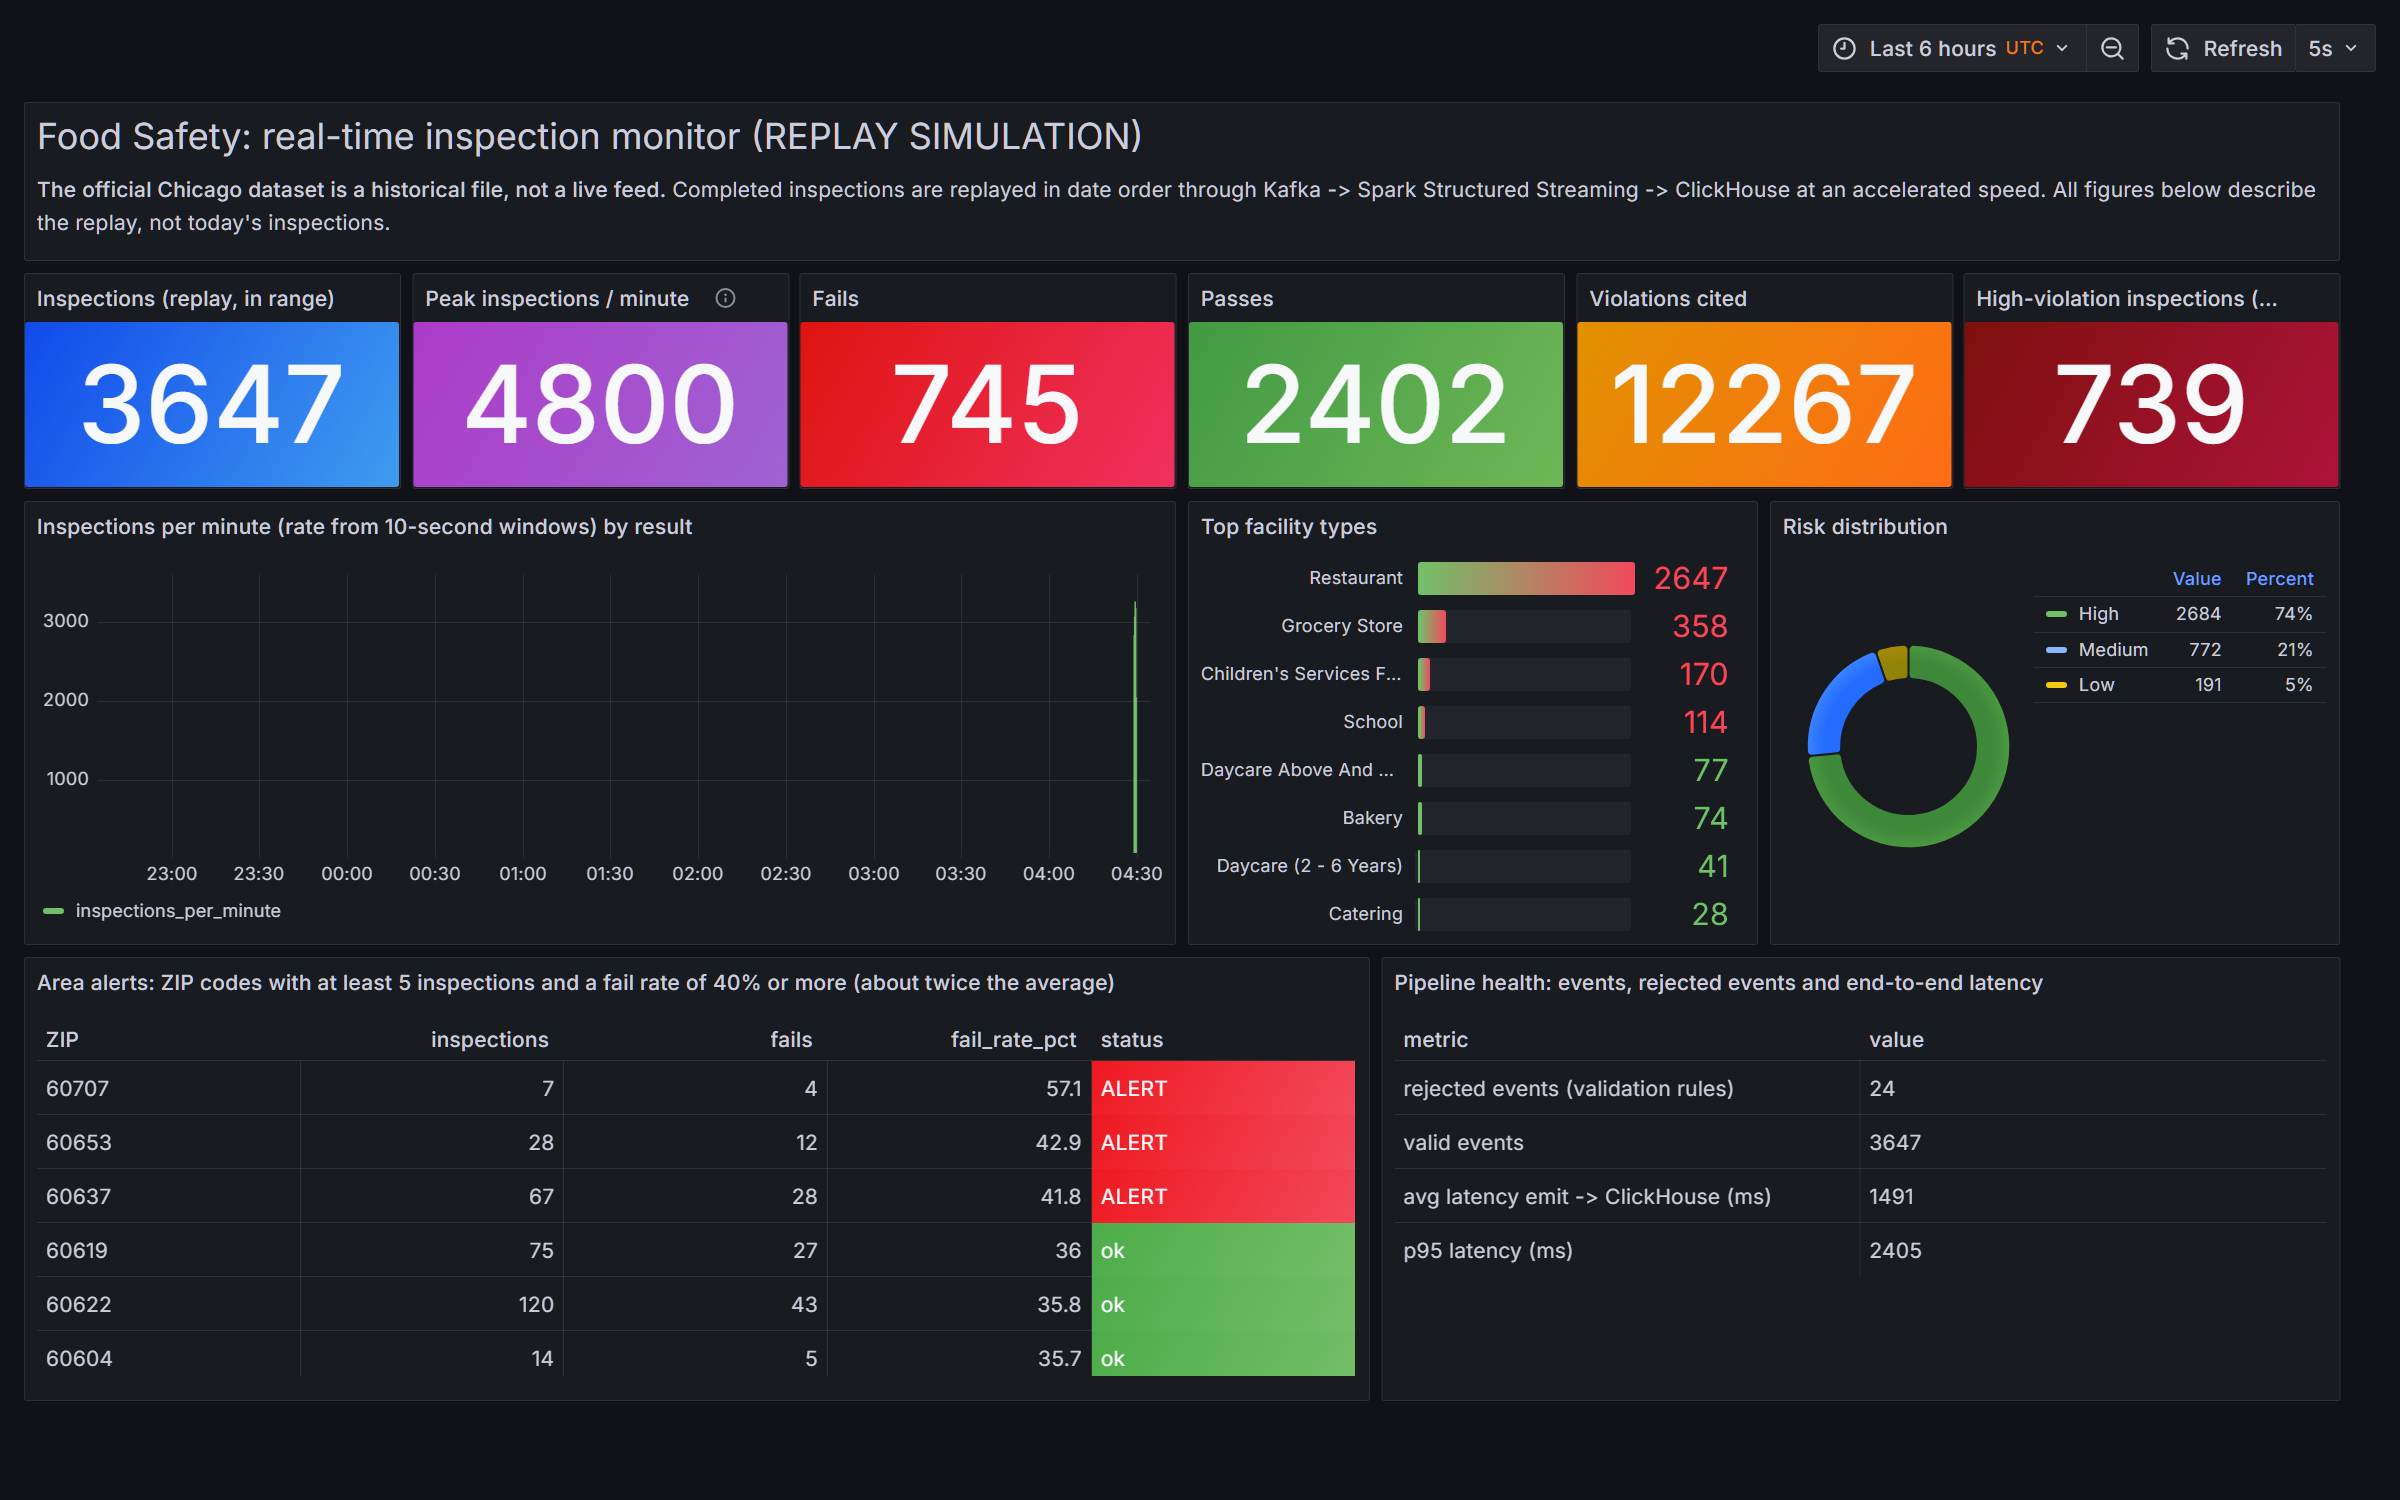 Last 6 hours UTC
Refresh
5s
Food Safety: real-time inspection monitor (REPLAY SIMULATION)
The official Chicago dataset is a historical file, not a live feed. Completed inspections are replayed in date order through Kafka -> Spark Structured Streaming -> ClickHouse at an accelerated speed. All figures below describe
the replay, not today's inspections.
Inspections (replay, in range)
3647
Peak inspections / minute
4800
Fails
745
Passes
2402
Violations cited
12267
High-violation inspections (...
739
Inspections per minute (rate from 10-second windows) by result
3000
2000
1000
23:00 23:30 00:00 00:30 01:00 01:30 02:00 02:30 03:00 03:30 04:00 04:30
inspections_per_minute
Top facility types
Restaurant 2647
Grocery Store 358
Children's Services F... 170
School 114
Daycare Above And ... 77
Bakery 74
Daycare (2 - 6 Years) 41
Catering 28
Risk distribution
Value Percent
High 2684 74%
Medium 772 21%
Low 191 5%
Area alerts: ZIP codes with at least 5 inspections and a fail rate of 40% or more (about twice the average)
ZIP inspections fails fail_rate_pct status
60707 7 4 57.1 ALERT
60653 28 12 42.9 ALERT
60637 67 28 41.8 ALERT
60619 75 27 36 ok
60622 120 43 35.8 ok
60604 14 5 35.7 ok
Pipeline health: events, rejected events and end-to-end latency
metric value
rejected events (validation rules) 24
valid events 3647
avg latency emit -> ClickHouse (ms) 1491
p95 latency (ms) 2405